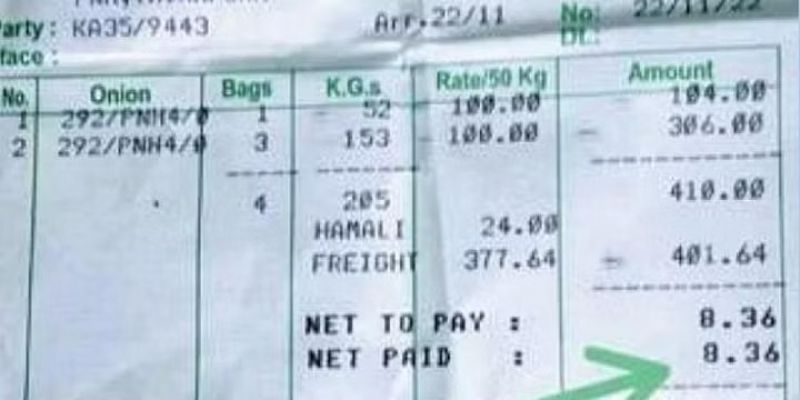 Party : KA35/9443 Arr.22/11 No: 22/11/22
face : Dt.:
No. Onion Bags K.G.s Rate/50 Kg Amount
1 292/PNH4/0 1 52 100.00 104.00
2 292/PNH4/0 3 153 100.00 306.00
4 205 410.00
HAMALI 24.00
FREIGHT 377.64 401.64
NET TO PAY : 8.36
NET PAID : 8.36